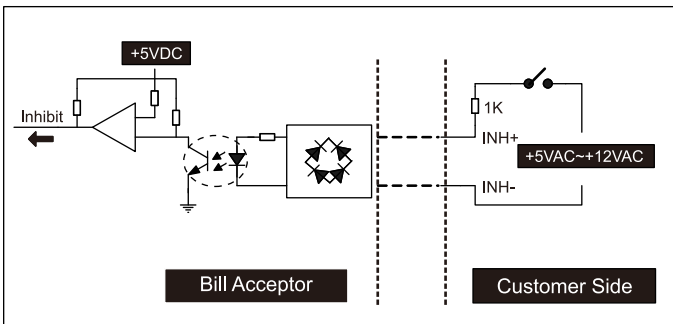 +5VDC
Inhibit
1K
INH+
+5VAC~+12VAC
INH-
Bill Acceptor
Customer Side